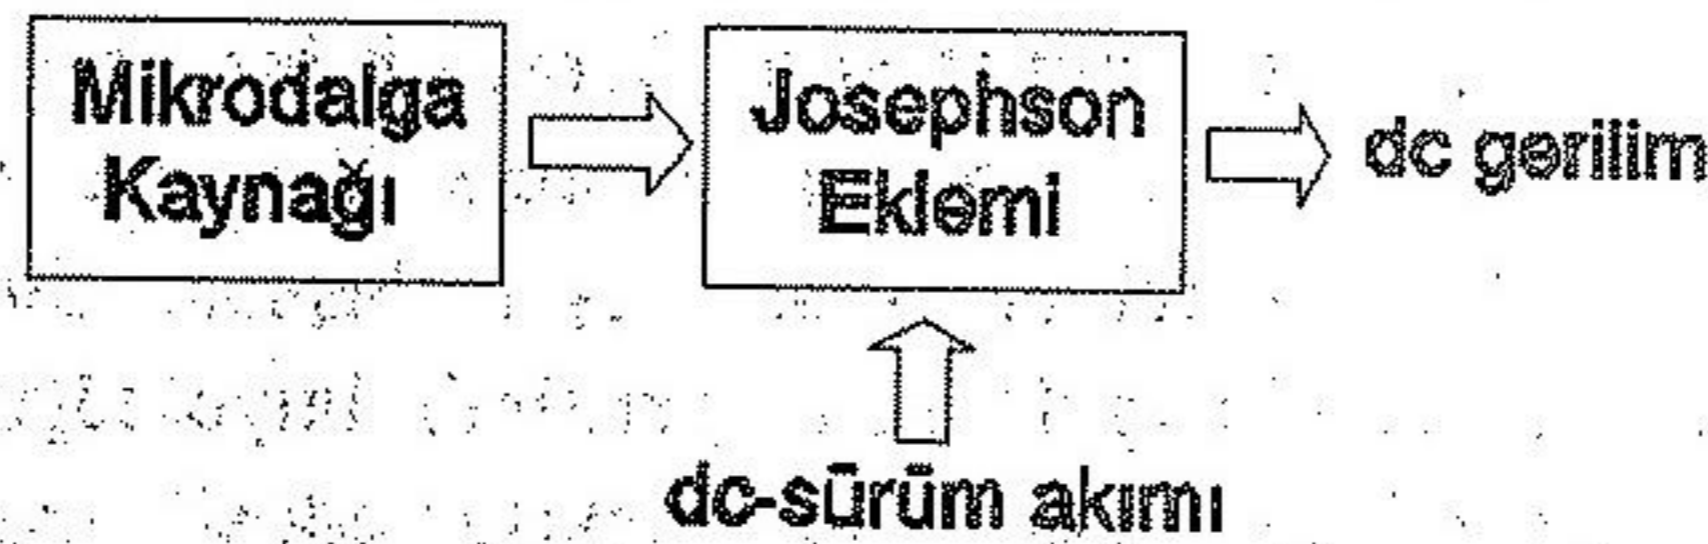 Mikrodalga
Kaynağı
Josephson
Eklemi
dc gerilim
dc-sürüm akımı